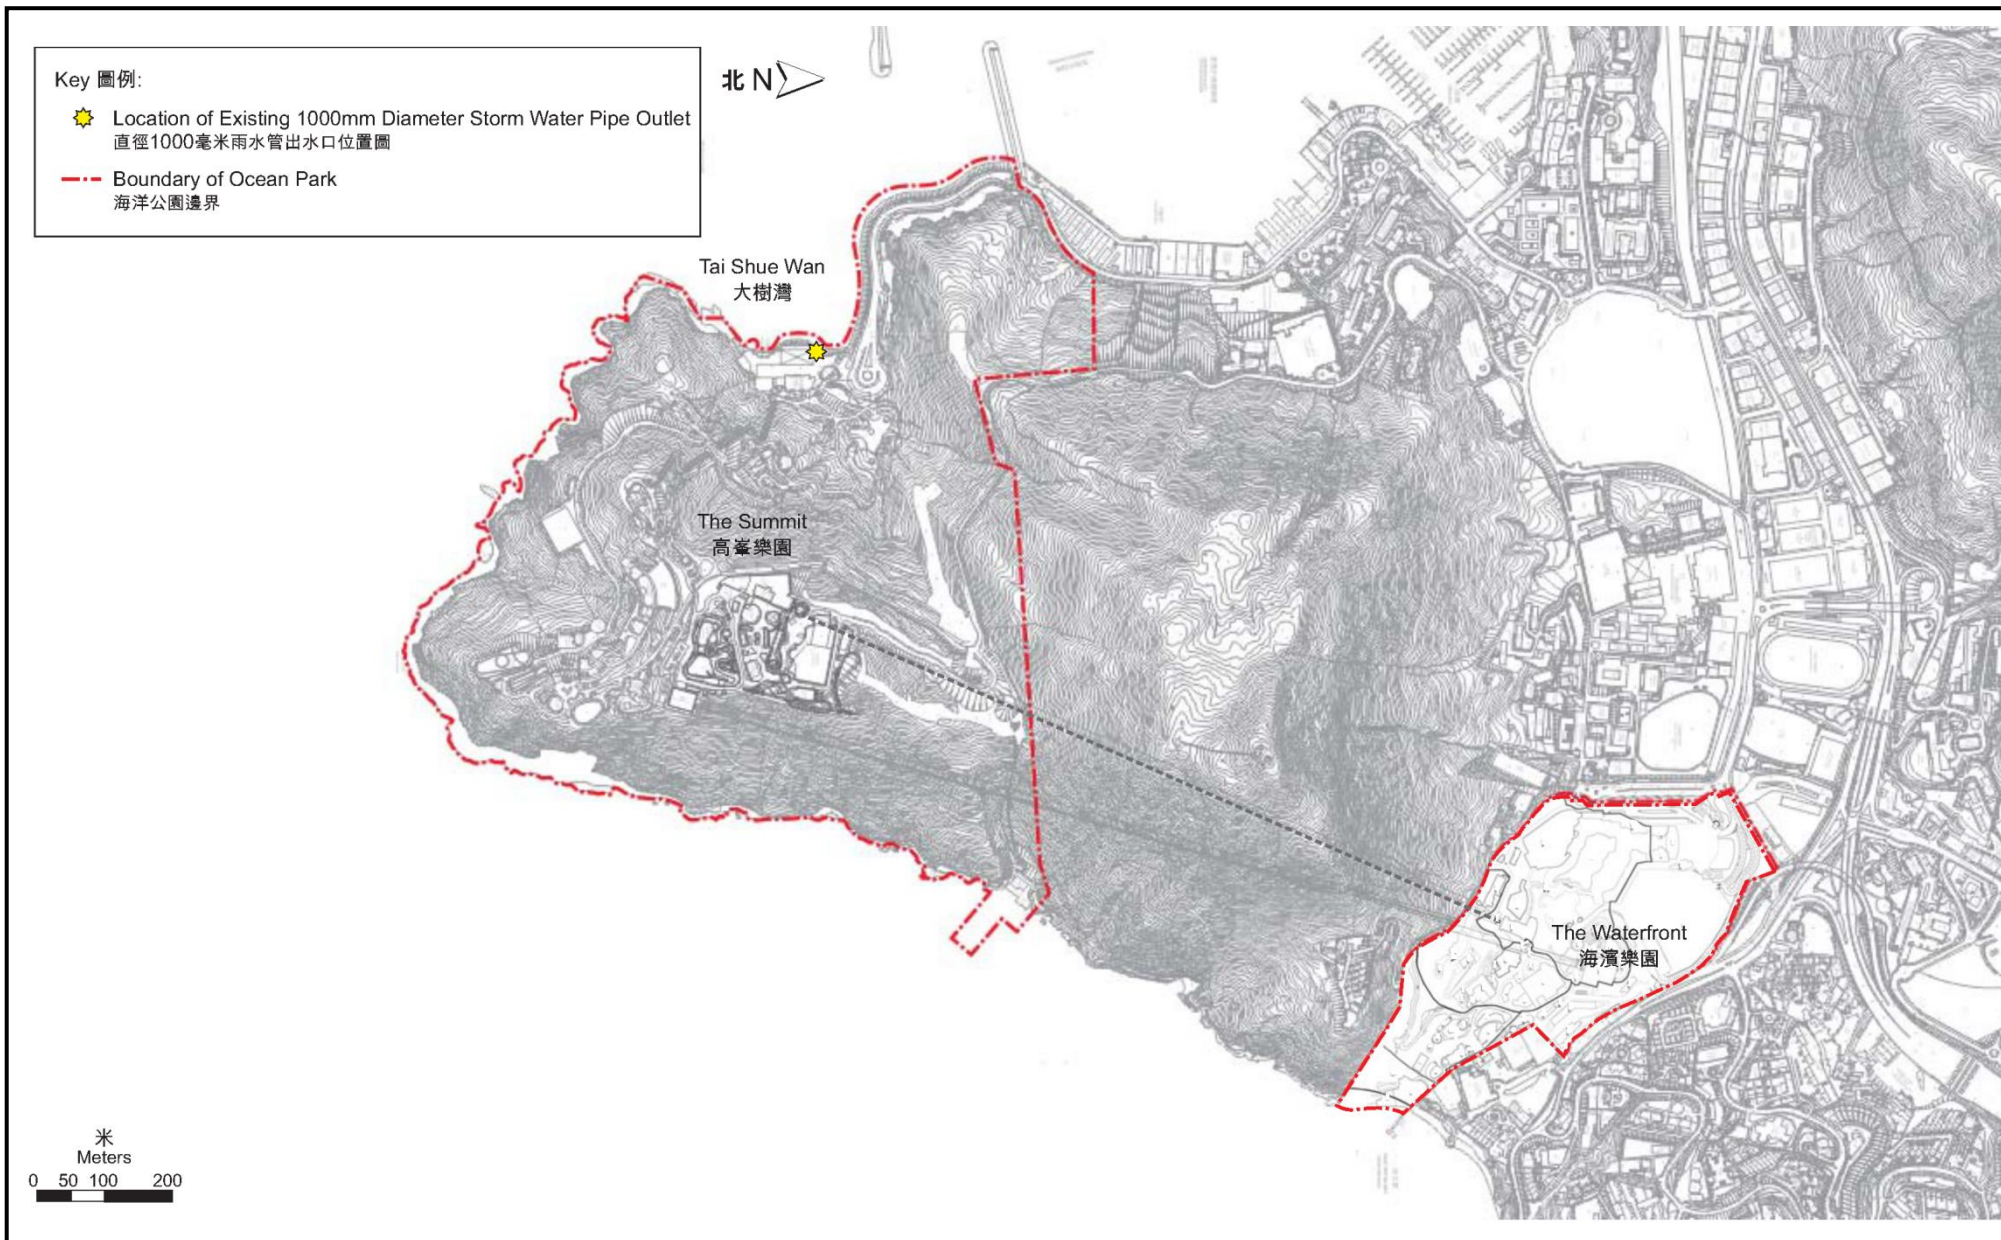 Key 圖例:
Location of Existing 1000mm Diameter Storm Water Pipe Outlet
直徑1000毫米雨水管出水口位置圖
Boundary of Ocean Park
海洋公園邊界
北 N
Tai Shue Wan
大樹灣
The Summit
高峯樂園
The Waterfront
海濱樂園
米
Meters
0 50 100 200